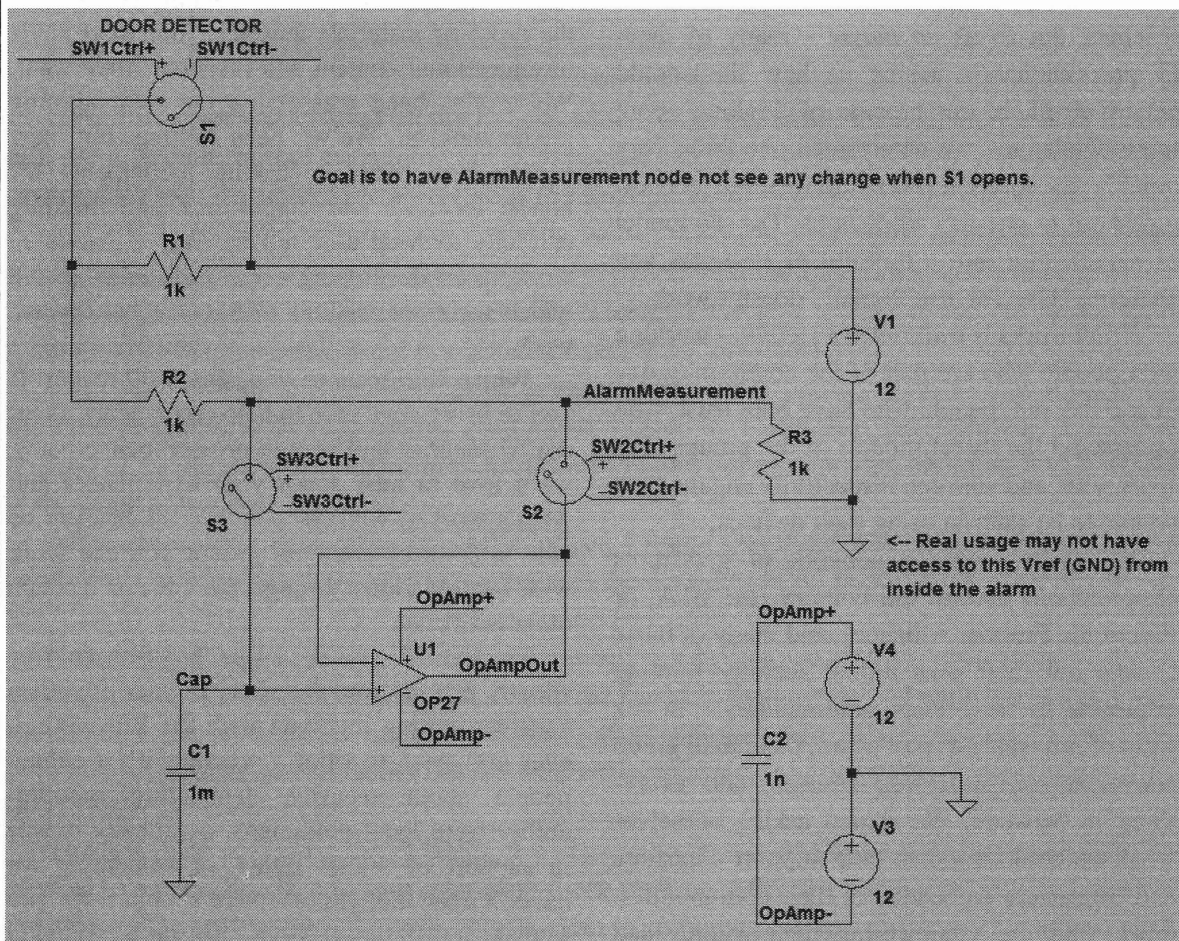 DOOR DETECTOR
SW1Ctrl+ SW1Ctrl-
+
S1
Goal is to have AlarmMeasurement node not see any change when S1 opens.
R1
1k
V1
+
−
12
R2
1k
AlarmMeasurement
R3
1k
SW3Ctrl+
+
_SW3Ctrl-
S3
SW2Ctrl+
+
_SW2Ctrl-
S2
<-- Real usage may not have
access to this Vref (GND) from
inside the alarm
OpAmp+
U1
OpAmpOut
OP27
OpAmp-
Cap
C1
1m
OpAmp+
V4
+
−
12
C2
1n
V3
+
−
12
OpAmp-